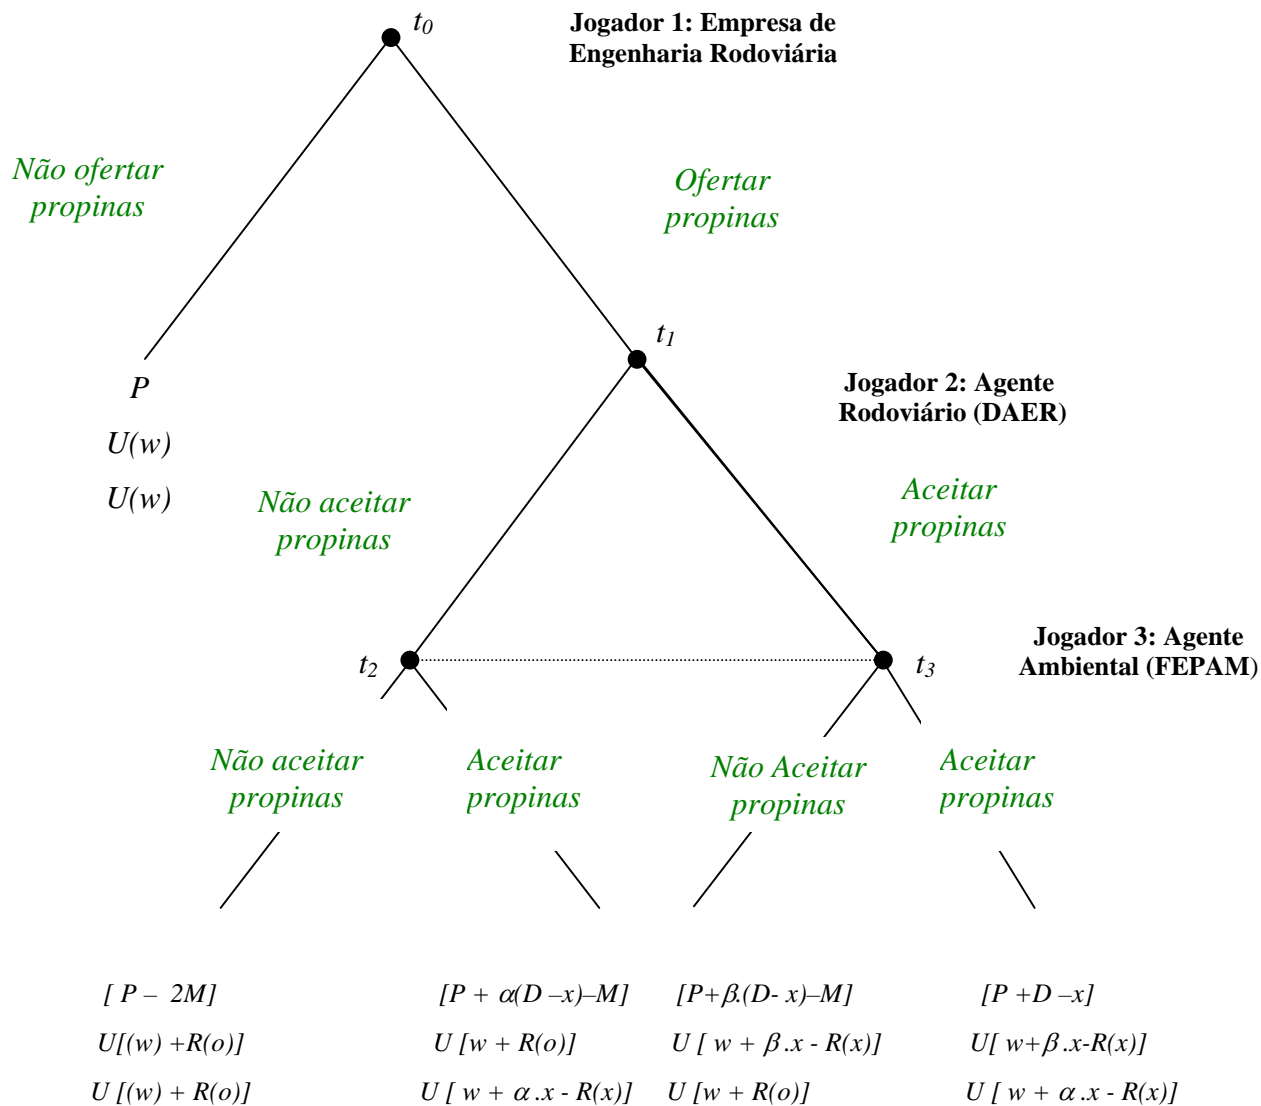 t0
Jogador 1: Empresa de
Engenharia Rodoviária
Não ofertar
propinas
Ofertar
propinas
t1
P
U(w)
U(w)
Jogador 2: Agente
Rodoviário (DAER)
Não aceitar
propinas
Aceitar
propinas
t2
t3
Jogador 3: Agente
Ambiental (FEPAM)
Não aceitar
propinas
Aceitar
propinas
Não Aceitar
propinas
Aceitar
propinas
[ P – 2M]
[P + α(D –x)–M]
[P+β.(D- x)–M]
[P +D –x]
U[(w) +R(o)]
U [w + R(o)]
U [ w + β .x - R(x)]
U[ w+β .x-R(x)]
U [(w) + R(o)]
U [ w + α .x - R(x)]
U [w + R(o)]
U [ w + α .x - R(x)]